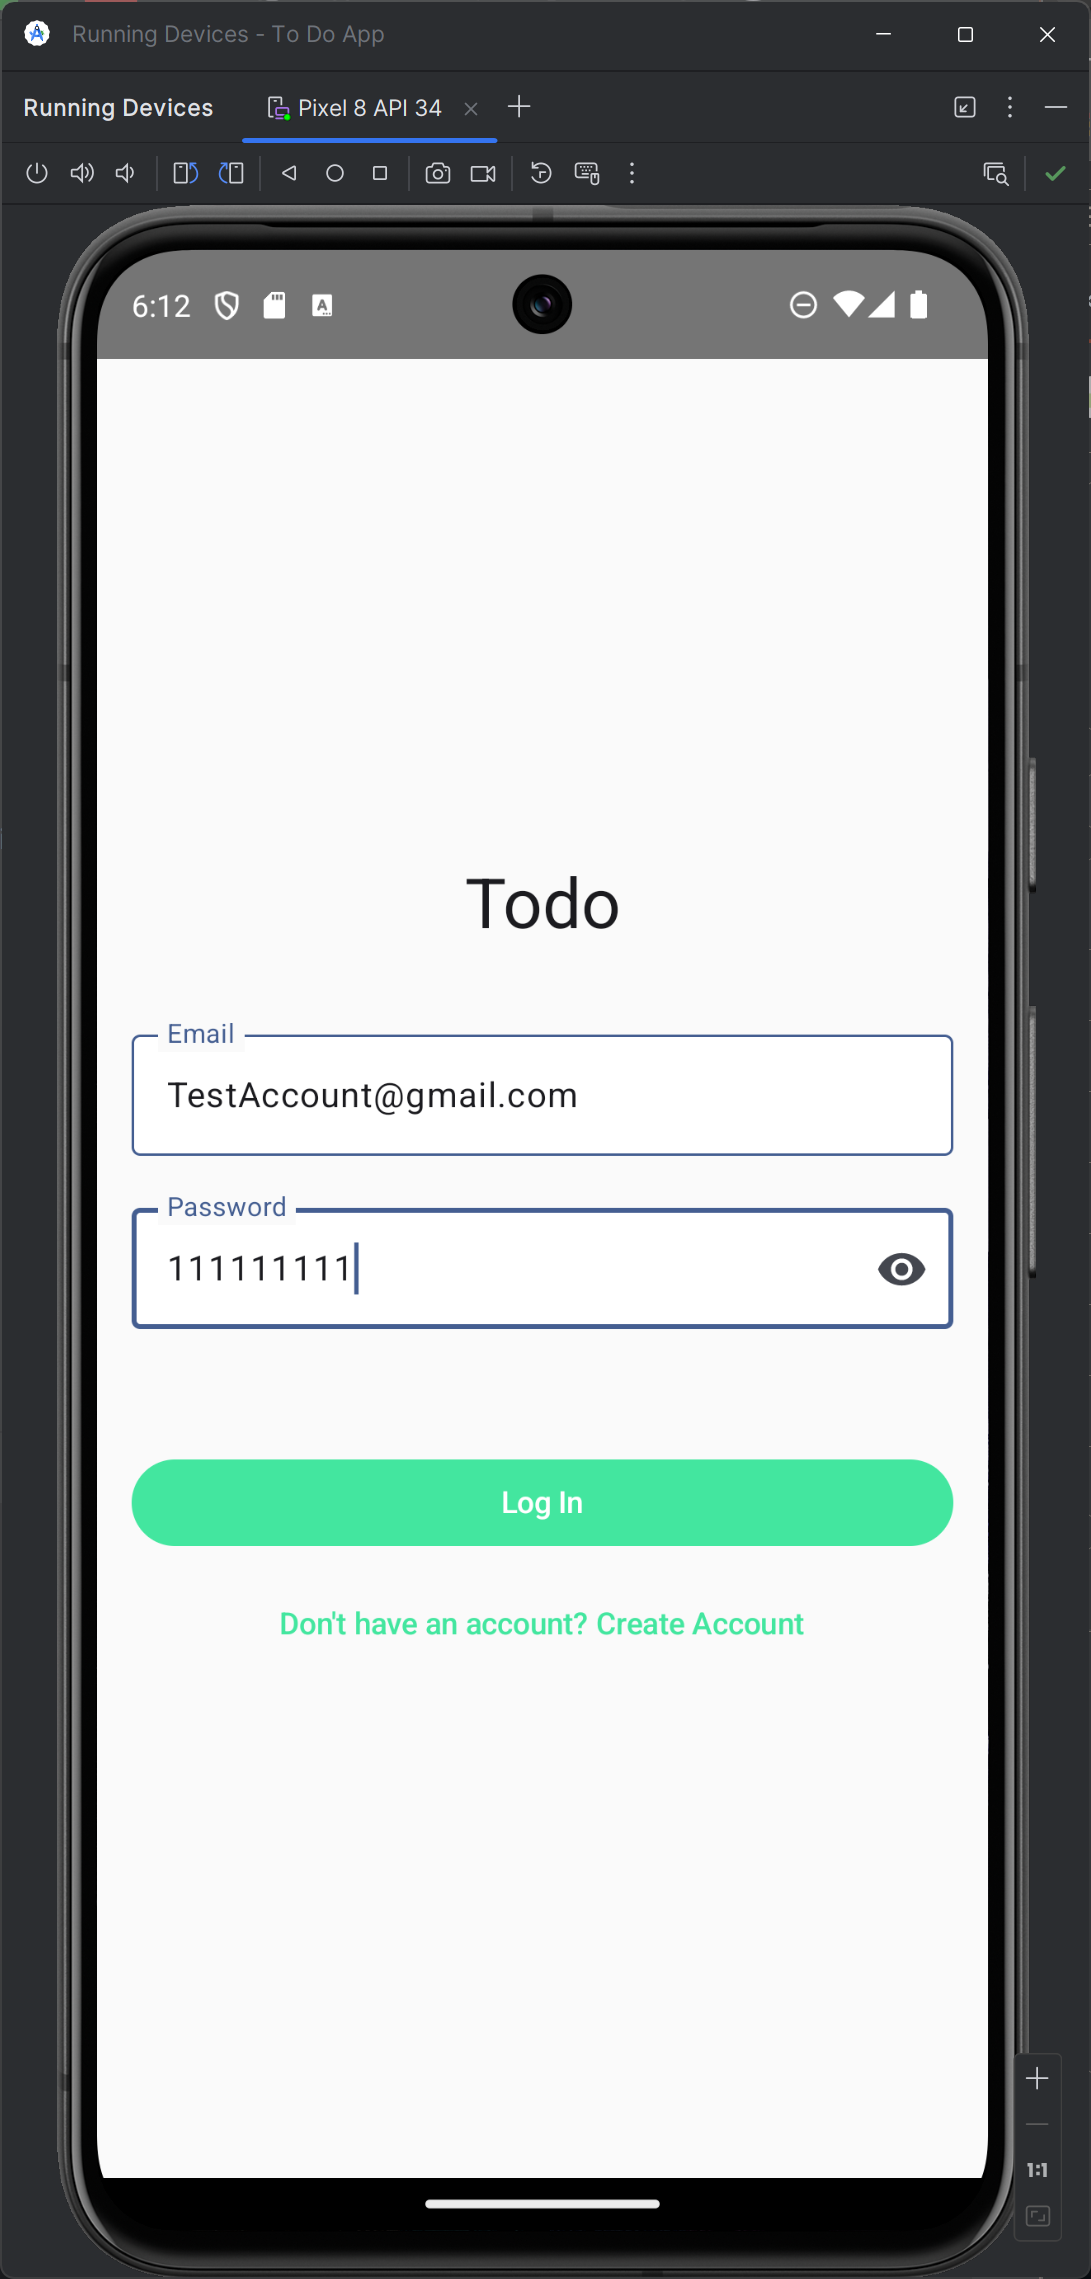 Running Devices - To Do App
Running Devices
Pixel 8 API 34
6:12
A
Todo
Email
TestAccount@gmail.com
Password
111111111
Log In
Don't have an account? Create Account
1:1